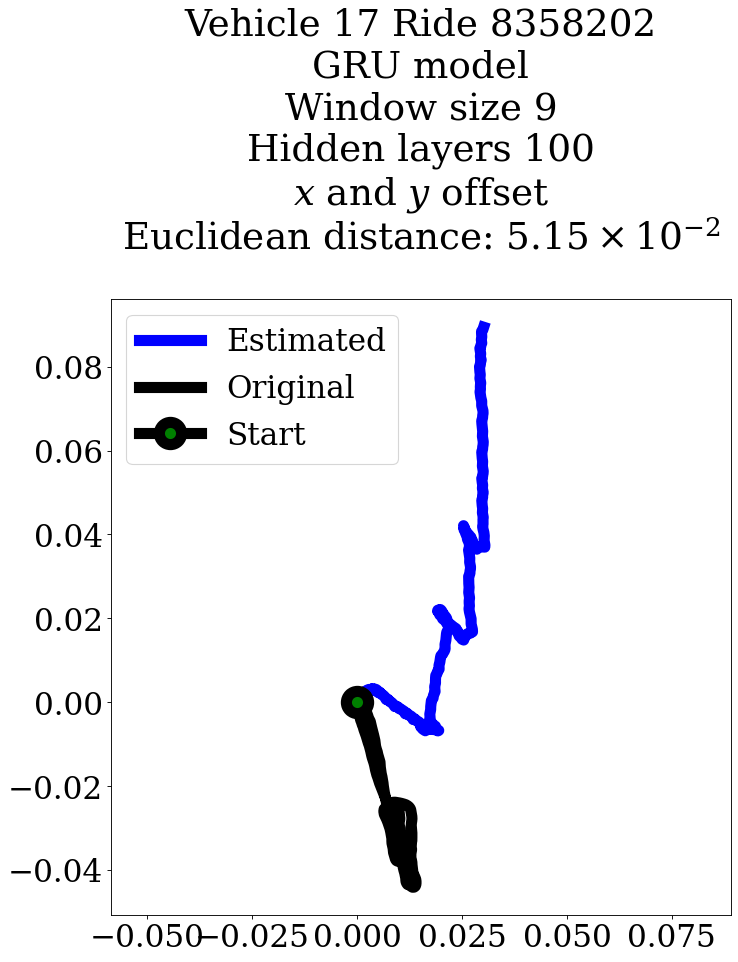 Vehicle 17 Ride 8358202
GRU model
Window size 9
Hidden layers 100
x and y offset
Euclidean distance: 5.15 × 10⁻²
Estimated
Original
Start
0.08
0.06
0.04
0.02
0.00
−0.02
−0.04
−0.050 −0.025 0.000 0.025 0.050 0.075